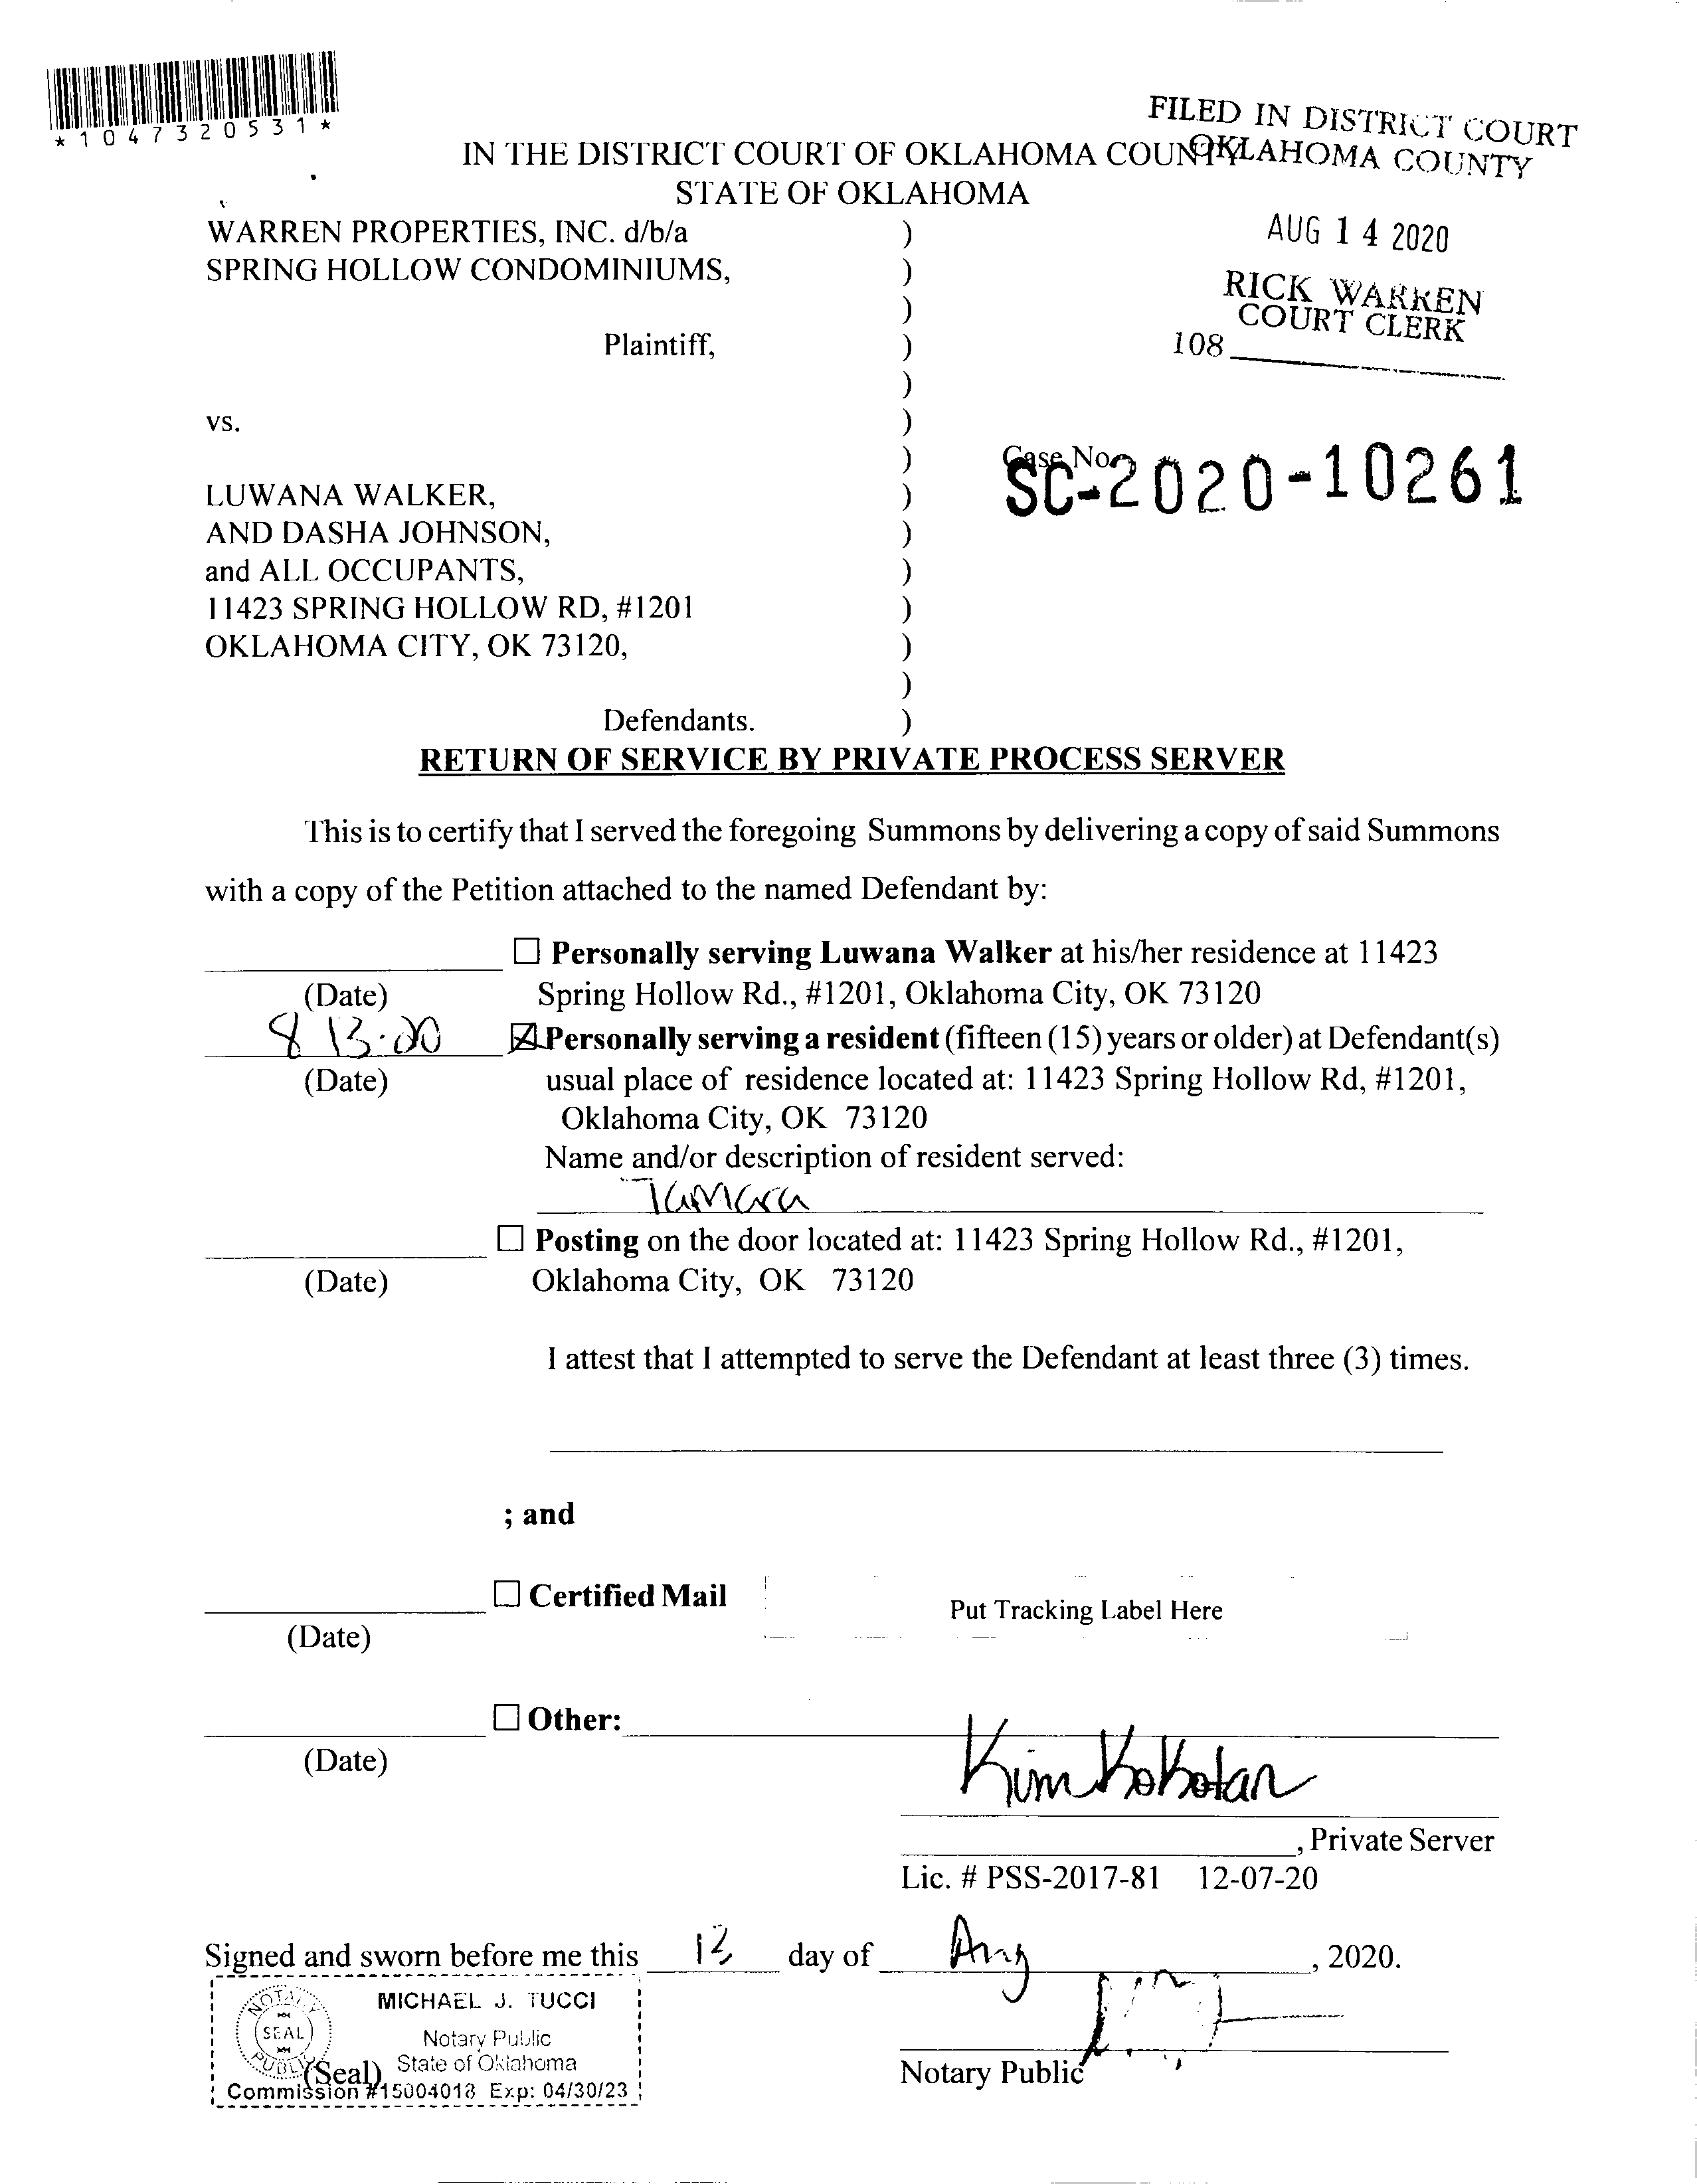 *1047320531*
FILED IN DISTRICT COURT
OKLAHOMA COUNTY
IN THE DISTRICT COURT OF OKLAHOMA COUNTY
STATE OF OKLAHOMA
AUG 14 2020
RICK WARREN
COURT CLERK
108
WARREN PROPERTIES, INC. d/b/a )
SPRING HOLLOW CONDOMINIUMS, )
)
Plaintiff, )
)
vs. )
)
Case No.
SC-2020-10261
LUWANA WALKER, )
AND DASHA JOHNSON, )
and ALL OCCUPANTS, )
11423 SPRING HOLLOW RD, #1201 )
OKLAHOMA CITY, OK 73120, )
)
Defendants. )
RETURN OF SERVICE BY PRIVATE PROCESS SERVER
This is to certify that I served the foregoing Summons by delivering a copy of said Summons
with a copy of the Petition attached to the named Defendant by:
☐ Personally serving Luwana Walker at his/her residence at 11423
(Date) Spring Hollow Rd., #1201, Oklahoma City, OK 73120
8 13·20 ☒ Personally serving a resident (fifteen (15) years or older) at Defendant(s)
(Date) usual place of residence located at: 11423 Spring Hollow Rd, #1201,
Oklahoma City, OK 73120
Name and/or description of resident served:
Tamara
☐ Posting on the door located at: 11423 Spring Hollow Rd., #1201,
(Date) Oklahoma City, OK 73120
I attest that I attempted to serve the Defendant at least three (3) times.
; and
☐ Certified Mail Put Tracking Label Here
(Date)
☐ Other:
(Date)
Kim Kokotan
, Private Server
Lic. # PSS-2017-81 12-07-20
Signed and sworn before me this 13 day of Aug, 2020.
MICHAEL J. TUCCI
NOTARY
SEAL
PUBLIC
Notary Public
State of Oklahoma
(Seal)
Commission #15004018 Exp: 04/30/23
Notary Public